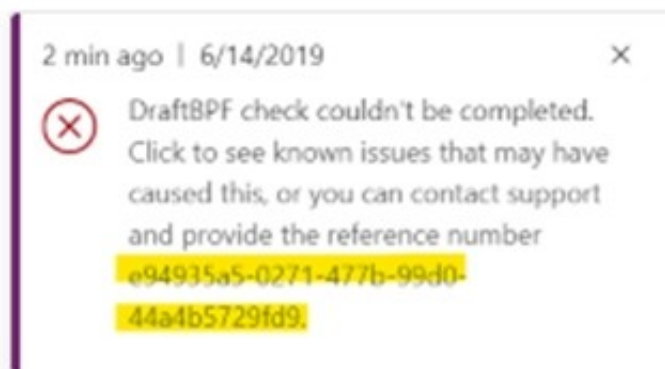 2 min ago | 6/14/2019
DraftBPF check couldn't be completed.
Click to see known issues that may have
caused this, or you can contact support
and provide the reference number
e94935a5-0271-477b-99d0-
44a4b5729fd9.